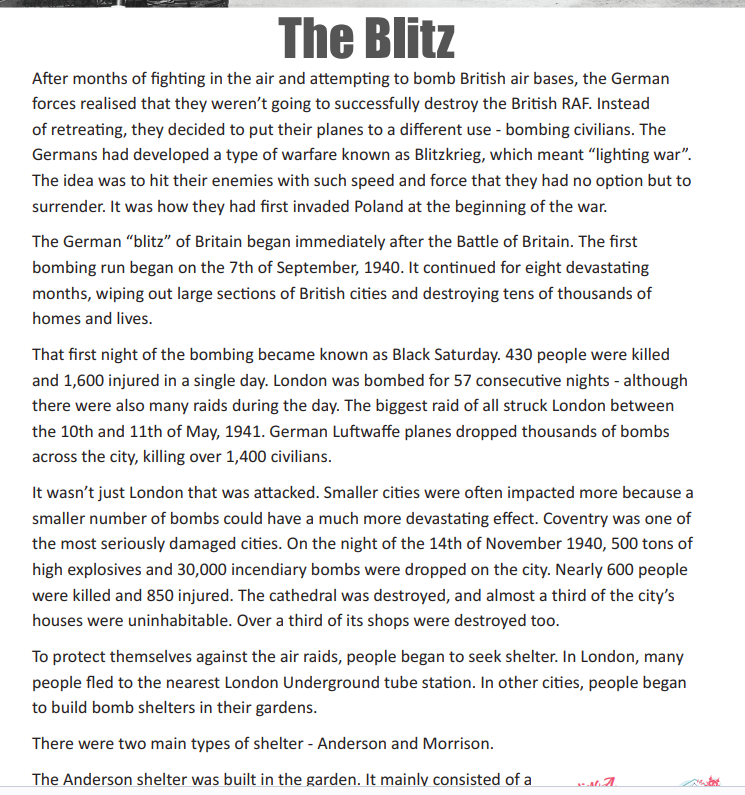 The Blitz
After months of fighting in the air and attempting to bomb British air bases, the German
forces realised that they weren’t going to successfully destroy the British RAF. Instead
of retreating, they decided to put their planes to a different use - bombing civilians. The
Germans had developed a type of warfare known as Blitzkrieg, which meant “lighting war”.
The idea was to hit their enemies with such speed and force that they had no option but to
surrender. It was how they had first invaded Poland at the beginning of the war.
The German “blitz” of Britain began immediately after the Battle of Britain. The first
bombing run began on the 7th of September, 1940. It continued for eight devastating
months, wiping out large sections of British cities and destroying tens of thousands of
homes and lives.
That first night of the bombing became known as Black Saturday. 430 people were killed
and 1,600 injured in a single day. London was bombed for 57 consecutive nights - although
there were also many raids during the day. The biggest raid of all struck London between
the 10th and 11th of May, 1941. German Luftwaffe planes dropped thousands of bombs
across the city, killing over 1,400 civilians.
It wasn’t just London that was attacked. Smaller cities were often impacted more because a
smaller number of bombs could have a much more devastating effect. Coventry was one of
the most seriously damaged cities. On the night of the 14th of November 1940, 500 tons of
high explosives and 30,000 incendiary bombs were dropped on the city. Nearly 600 people
were killed and 850 injured. The cathedral was destroyed, and almost a third of the city’s
houses were uninhabitable. Over a third of its shops were destroyed too.
To protect themselves against the air raids, people began to seek shelter. In London, many
people fled to the nearest London Underground tube station. In other cities, people began
to build bomb shelters in their gardens.
There were two main types of shelter - Anderson and Morrison.
The Anderson shelter was built in the garden. It mainly consisted of a